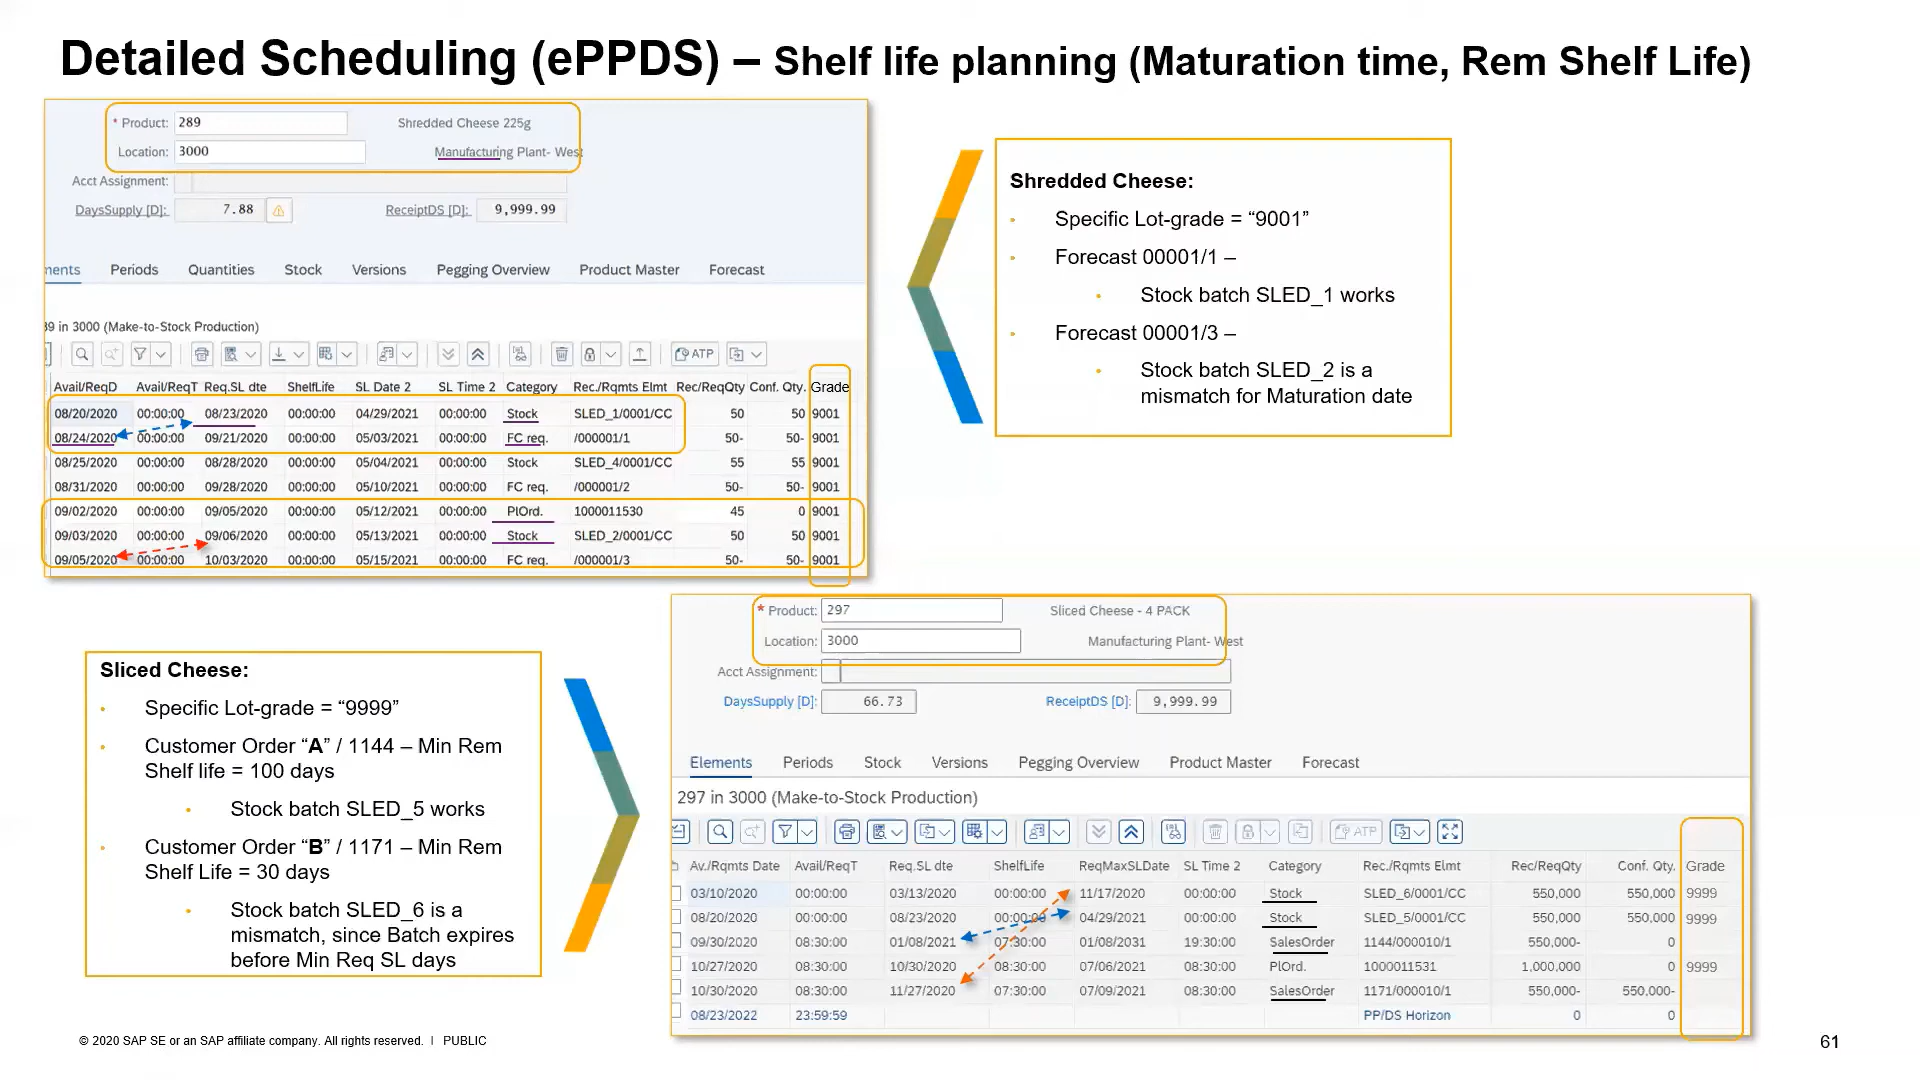 Detailed Scheduling (ePPDS) – Shelf life planning (Maturation time, Rem Shelf Life)
* Product: 289 Shredded Cheese 225g
Location: 3000 Manufacturing Plant- West
Acct Assignment:
DaysSupply [D]: 7.88 ReceiptDS [D]: 9,999.99
ments Periods Quantities Stock Versions Pegging Overview Product Master Forecast
39 in 3000 (Make-to-Stock Production)
ATP
Avail/ReqD Avail/ReqT Req.SL dte ShelfLife SL Date 2 SL Time 2 Category Rec./Rqmts Elmt Rec/ReqQty Conf. Qty. Grade
08/20/2020 00:00:00 08/23/2020 00:00:00 04/29/2021 00:00:00 Stock SLED_1/0001/CC 50 50 9001
08/24/2020 00:00:00 09/21/2020 00:00:00 05/03/2021 00:00:00 FC req. /000001/1 50- 50- 9001
08/25/2020 00:00:00 08/28/2020 00:00:00 05/04/2021 00:00:00 Stock SLED_4/0001/CC 55 55 9001
08/31/2020 00:00:00 09/28/2020 00:00:00 05/10/2021 00:00:00 FC req. /000001/2 50- 50- 9001
09/02/2020 00:00:00 09/05/2020 00:00:00 05/12/2021 00:00:00 PlOrd. 1000011530 45 0 9001
09/03/2020 00:00:00 09/06/2020 00:00:00 05/13/2021 00:00:00 Stock SLED_2/0001/CC 50 50 9001
09/05/2020 00:00:00 10/03/2020 00:00:00 05/15/2021 00:00:00 FC req. /000001/3 50- 50- 9001
Shredded Cheese:
• Specific Lot-grade = “9001”
• Forecast 00001/1 –
• Stock batch SLED_1 works
• Forecast 00001/3 –
• Stock batch SLED_2 is a
mismatch for Maturation date
Sliced Cheese:
• Specific Lot-grade = “9999”
• Customer Order “A” / 1144 – Min Rem
Shelf life = 100 days
• Stock batch SLED_5 works
• Customer Order “B” / 1171 – Min Rem
Shelf Life = 30 days
• Stock batch SLED_6 is a
mismatch, since Batch expires
before Min Req SL days
* Product: 297 Sliced Cheese - 4 PACK
Location: 3000 Manufacturing Plant- West
Acct Assignment:
DaysSupply [D]: 66.73 ReceiptDS [D]: 9,999.99
Elements Periods Stock Versions Pegging Overview Product Master Forecast
297 in 3000 (Make-to-Stock Production)
ATP
Av./Rqmts Date Avail/ReqT Req.SL dte ShelfLife ReqMaxSLDate SL Time 2 Category Rec./Rqmts Elmt Rec/ReqQty Conf. Qty. Grade
03/10/2020 00:00:00 03/13/2020 00:00:00 11/17/2020 00:00:00 Stock SLED_6/0001/CC 550,000 550,000 9999
08/20/2020 00:00:00 08/23/2020 00:00:00 04/29/2021 00:00:00 Stock SLED_5/0001/CC 550,000 550,000 9999
09/30/2020 08:30:00 01/08/2021 07:30:00 01/08/2031 19:30:00 SalesOrder 1144/000010/1 550,000- 0
10/27/2020 08:30:00 10/30/2020 08:30:00 07/06/2021 08:30:00 PlOrd. 1000011531 1,000,000 0 9999
10/30/2020 08:30:00 11/27/2020 07:30:00 07/09/2021 08:30:00 SalesOrder 1171/000010/1 550,000- 550,000-
08/23/2022 23:59:59 PP/DS Horizon 0 0
© 2020 SAP SE or an SAP affiliate company. All rights reserved. I PUBLIC
61